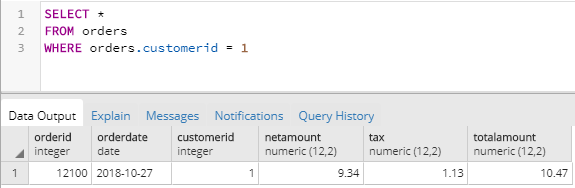 1 SELECT *
2 FROM orders
3 WHERE orders.customerid = 1
Data Output Explain Messages Notifications Query History
orderid orderdate customerid netamount tax totalamount
integer date integer numeric (12,2) numeric (12,2) numeric (12,2)
1 12100 2018-10-27 1 9.34 1.13 10.47